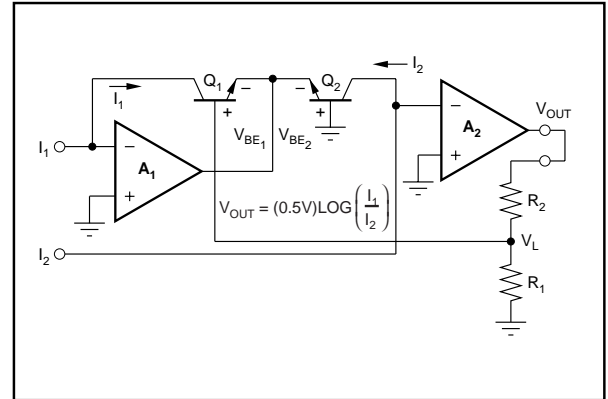 Q1 Q2 I2
I1
− − −
+ +
I1 − VBE1 VBE2 A2 VOUT
A1 +
+
VOUT = (0.5V)LOG (I1/I2)
R2
I2 VL
R1